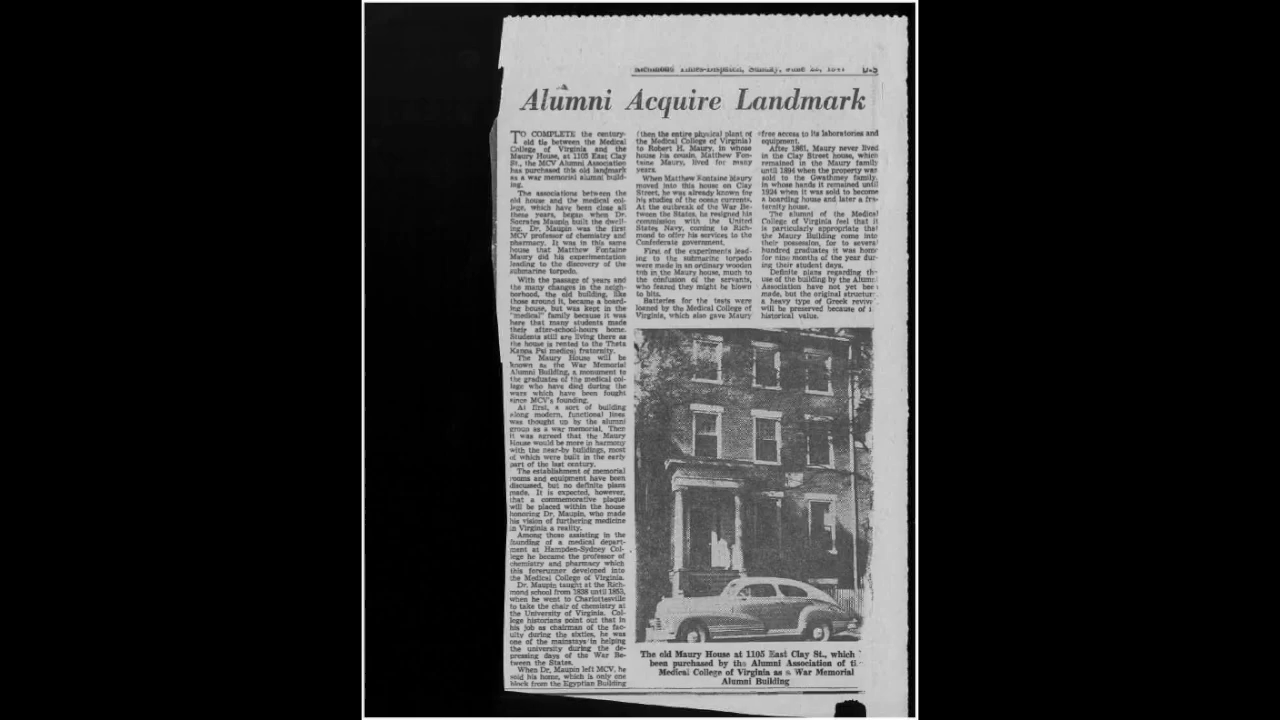 Times-Dispatch, Sunday, June D-5
Alumni Acquire Landmark
TO COMPLETE the century-
old tie between the Medical
College of Virginia and the
Maury House, at 1105 East Clay
St., the MCV Alumni Association
has purchased this old landmark
as a war memorial alumni build-
ing.
The associations between the
old house and the medical col-
lege, which have been close all
these years, began when Dr.
Socrates Maupin built the dwell-
ing. Dr. Maupin was the first
MCV professor of chemistry and
pharmacy. It was in this same
house that Matthew Fontaine
Maury did his experimentation
leading to the discovery of the
submarine torpedo.
With the passage of years and
the many changes in the neigh-
borhood, the old building, like
those around it, became a board-
ing house, but was kept in the
"medical" family because it was
here that many students made
their after-school-hours home.
Students still are living there as
the house is rented to the Theta
Kappa Psi medical fraternity.
The Maury House will be
known as the War Memorial
Alumni Building, a monument to
the graduates of the medical col-
lege who have died during the
wars which have been fought
since MCV's founding.
At first, a sort of building
along modern, functional lines
was thought up by the alumni
group as a war memorial. Then
it was agreed that the Maury
House would be more in harmony
with the near-by buildings, most
of which were built in the early
part of the last century.
The establishment of memorial
rooms and equipment have been
discussed, but no definite plans
made. It is expected, however,
that a commemorative plaque
will be placed within the house
honoring Dr. Maupin, who made
his vision of furthering medicine
in Virginia a reality.
Among those assisting in the
founding of a medical depart-
ment at Hampden-Sydney Col-
lege he became the professor of
chemistry and pharmacy which
this forerunner developed into
the Medical College of Virginia.
Dr. Maupin taught at the Rich-
mond school from 1838 until 1853,
when he went to Charlottesville
to take the chair of chemistry at
the University of Virginia. Col-
lege historians point out that in
his job as chairman of the fac-
ulty during the sixties, he was
one of the mainstays in helping
the university during the de-
pressing days of the War Be-
tween the States.
When Dr. Maupin left MCV, he
sold his home, which is only one
block from the Egyptian Building
(then the entire physical plant of
the Medical College of Virginia)
to Robert H. Maury, in whose
house his cousin, Matthew Fon-
taine Maury, lived for many
years.
When Matthew Fontaine Maury
moved into this house on Clay
Street, he was already known for
his studies of the ocean currents.
At the outbreak of the War Be-
tween the States, he resigned his
commission with the United
States Navy, coming to Rich-
mond to offer his services to the
Confederate government.
First of the experiments lead-
ing to the submarine torpedo
were made in an ordinary wooden
tub in the Maury house, much to
the confusion of the servants,
who feared they might be blown
to bits.
Batteries for the tests were
loaned by the Medical College of
Virginia, which also gave Maury
free access to its laboratories and
equipment.
After 1861, Maury never lived
in the Clay Street house, which
remained in the Maury family
until 1894 when the property was
sold to the Gwathmey family,
in whose hands it remained until
1924 when it was sold to become
a boarding house and later a fra-
ternity house.
The alumni of the Medical
College of Virginia feel that it
is particularly appropriate that
the Maury Building come into
their possession, for to several
hundred graduates it was home
for nine months of the year dur-
ing their student days.
Definite plans regarding th
use of the building by the Alumni
Association have not yet bee
made, but the original structure
a heavy type of Greek revive
will be preserved because of i
historical value.
The old Maury House at 1105 East Clay St., which
been purchased by the Alumni Association of t
Medical College of Virginia as a War Memorial
Alumni Building